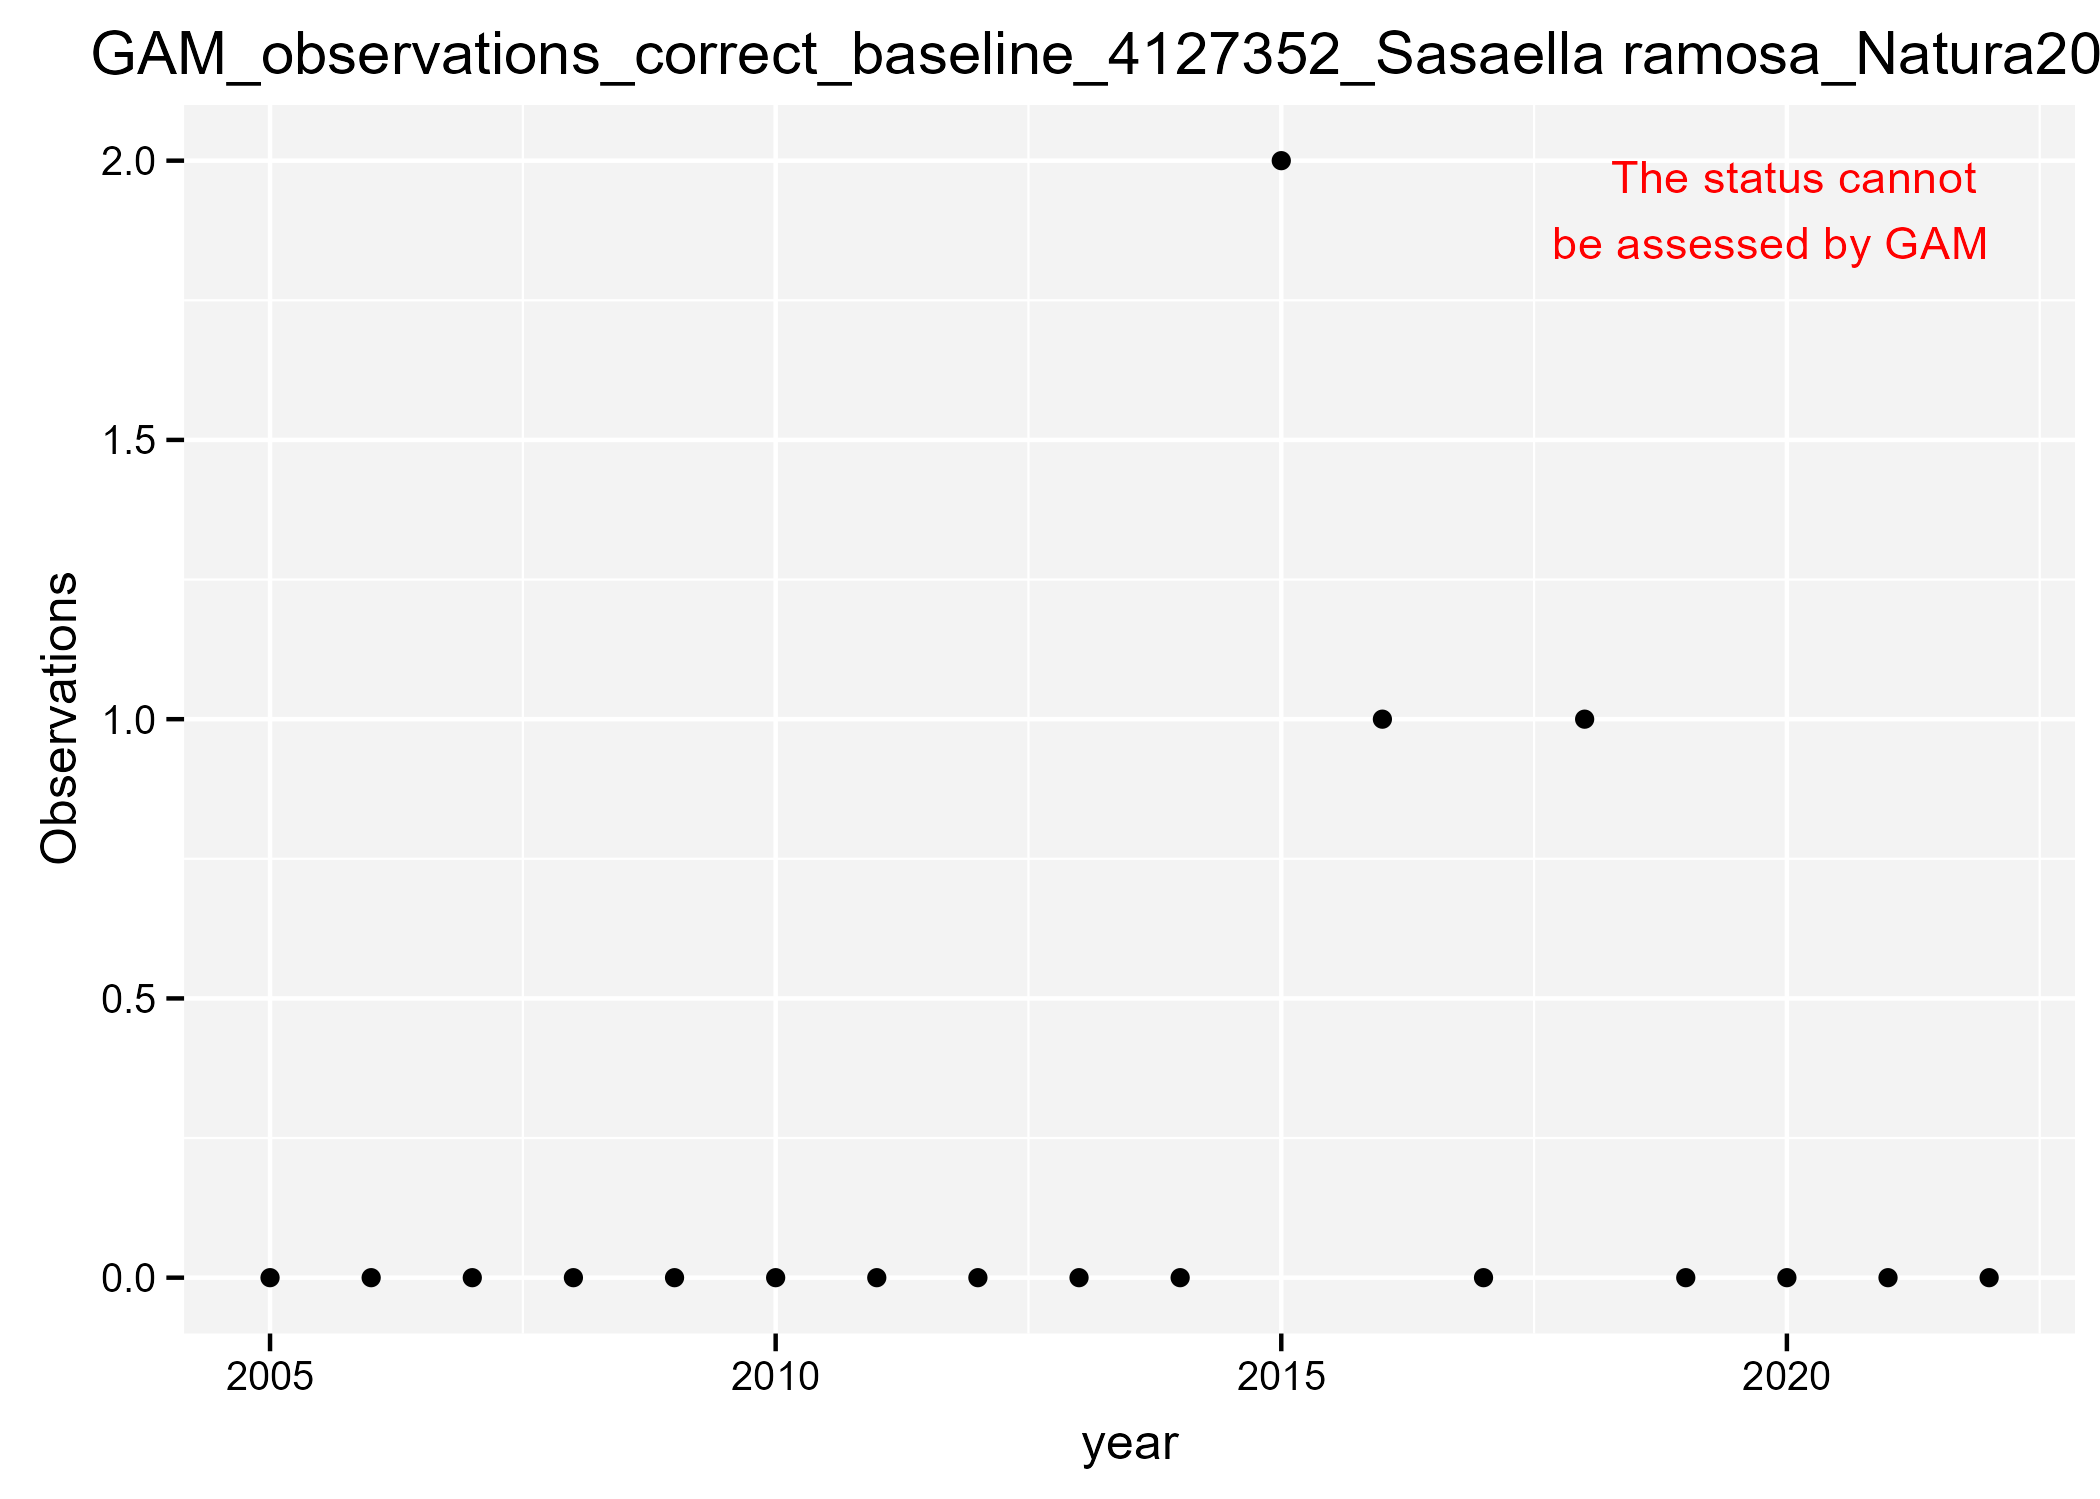 GAM_observations_correct_baseline_4127352_Sasaella ramosa_Natura20
2.0
The status cannot
be assessed by GAM
1.5
Observations
1.0
0.5
0.0
2005 2010 2015 2020
year